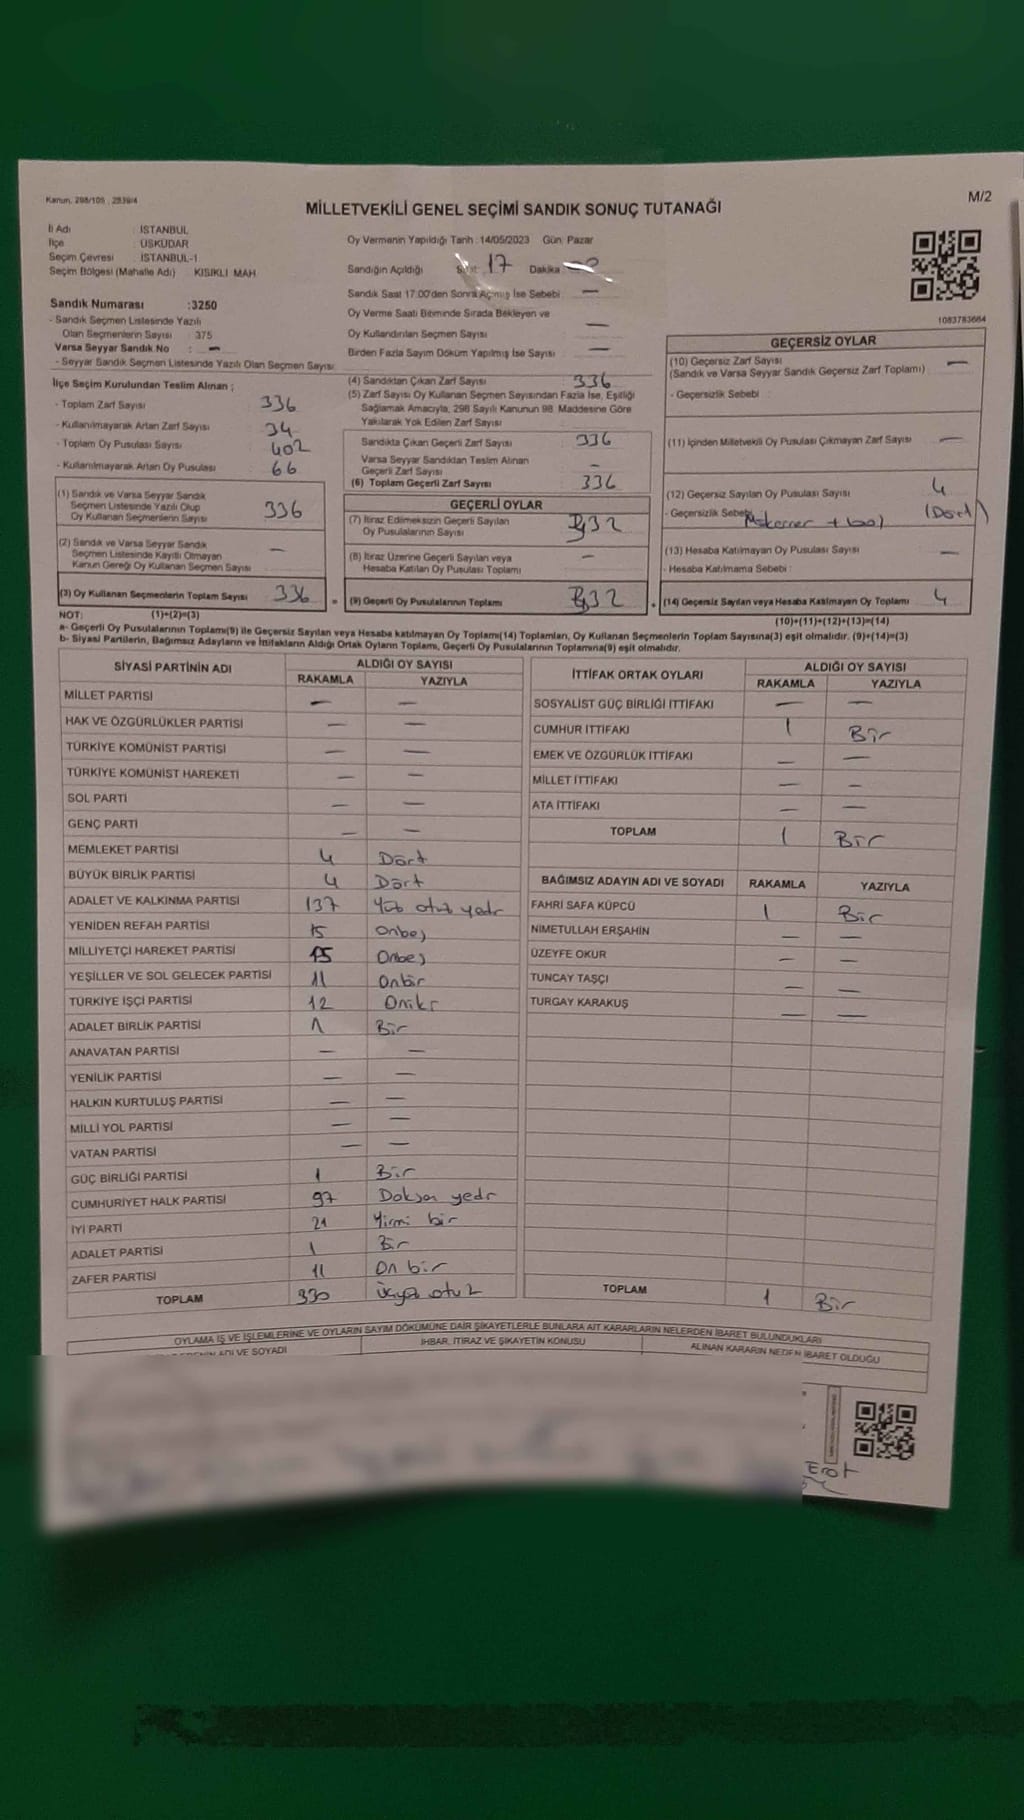 Kanun, 298/105 , 2839/4
M/2
MİLLETVEKİLİ GENEL SEÇİMİ SANDIK SONUÇ TUTANAĞI
İl Adı : İSTANBUL
İlçe : ÜSKÜDAR
Seçim Çevresi : İSTANBUL-1
Seçim Bölgesi (Mahalle Adı) : KISIKLI MAH
Sandık Numarası :3250
- Sandık Seçmen Listesinde Yazılı
Olan Seçmenlerin Sayısı : 375
Varsa Seyyar Sandık No : —
- Seyyar Sandık Seçmen Listesinde Yazılı Olan Seçmen Sayısı
Oy Vermenin Yapıldığı Tarih : 14/05/2023 Gün: Pazar
Sandığın Açıldığı Saat: 17 Dakika
Sandık Saat 17:00'den Sonra Açılmış İse Sebebi : —
Oy Verme Saati Bitiminde Sırada Bekleyen ve
Oy Kullandırılan Seçmen Sayısı : —
Birden Fazla Sayım Döküm Yapılmış İse Sayısı : —
1083783664
İlçe Seçim Kurulundan Teslim Alınan ;
- Toplam Zarf Sayısı : 336
- Kullanılmayarak Artan Zarf Sayısı : 34
- Toplam Oy Pusulası Sayısı : 402
- Kullanılmayarak Artan Oy Pusulası : 66
(1) Sandık ve Varsa Seyyar Sandık
Seçmen Listesinde Yazılı Olup
Oy Kullanan Seçmenlerin Sayısı : 336
(2) Sandık ve Varsa Seyyar Sandık
Seçmen Listesinde Kayıtlı Olmayan
Kanun Gereği Oy Kullanan Seçmen Sayısı : —
(3) Oy Kullanan Seçmenlerin Toplam Sayısı : 336
(4) Sandıktan Çıkan Zarf Sayısı : 336
(5) Zarf Sayısı Oy Kullanan Seçmen Sayısından Fazla İse, Eşitliği
Sağlamak Amacıyla, 298 Sayılı Kanunun 98. Maddesine Göre
Yakılarak Yok Edilen Zarf Sayısı :
Sandıkta Çıkan Geçerli Zarf Sayısı : 336
Varsa Seyyar Sandıktan Teslim Alınan
Geçerli Zarf Sayısı : —
(6) Toplam Geçerli Zarf Sayısı : 336
GEÇERLİ OYLAR
(7) İtiraz Edilmeksizin Geçerli Sayılan
Oy Pusulalarının Sayısı : 332
(8) İtiraz Üzerine Geçerli Sayılan veya
Hesaba Katılan Oy Pusulası Toplamı : —
= (9) Geçerli Oy Pusulalarının Toplamı : 332
GEÇERSİZ OYLAR
(10) Geçersiz Zarf Sayısı : —
(Sandık ve Varsa Seyyar Sandık Geçersiz Zarf Toplamı)
- Geçersizlik Sebebi :
(11) İçinden Milletvekili Oy Pusulası Çıkmayan Zarf Sayısı : —
(12) Geçersiz Sayılan Oy Pusulası Sayısı : 4
- Geçersizlik Sebebi (Dört)
(13) Hesaba Katılmayan Oy Pusulası Sayısı : —
- Hesaba Katılmama Sebebi :
+ (14) Geçersiz Sayılan veya Hesaba Katılmayan Oy Toplamı : 4
NOT: (1)+(2)=(3) (10)+(11)+(12)+(13)=(14)
a- Geçerli Oy Pusulalarının Toplamı(9) ile Geçersiz Sayılan veya Hesaba katılmayan Oy Toplamı(14) Toplamları, Oy Kullanan Seçmenlerin Toplam Sayısına(3) eşit olmalıdır. (9)+(14)=(3)
b- Siyasi Partilerin, Bağımsız Adayların ve İttifakların Aldığı Ortak Oyların Toplamı, Geçerli Oy Pusulalarının Toplamına(9) eşit olmalıdır.
SİYASİ PARTİNİN ADI ALDIĞI OY SAYISI
RAKAMLA YAZIYLA
MİLLET PARTİSİ — —
HAK VE ÖZGÜRLÜKLER PARTİSİ — —
TÜRKİYE KOMÜNİST PARTİSİ — —
TÜRKİYE KOMÜNİST HAREKETİ — —
SOL PARTİ — —
GENÇ PARTİ — —
MEMLEKET PARTİSİ 4 Dört
BÜYÜK BİRLİK PARTİSİ 4 Dört
ADALET VE KALKINMA PARTİSİ 137 Yüz otuz yedi
YENİDEN REFAH PARTİSİ 15 Onbeş
MİLLİYETÇİ HAREKET PARTİSİ 15 Onbeş
YEŞİLLER VE SOL GELECEK PARTİSİ 11 Onbir
TÜRKİYE İŞÇİ PARTİSİ 12 Oniki
ADALET BİRLİK PARTİSİ 1 Bir
ANAVATAN PARTİSİ — —
YENİLİK PARTİSİ — —
HALKIN KURTULUŞ PARTİSİ — —
MİLLİ YOL PARTİSİ — —
VATAN PARTİSİ — —
GÜÇ BİRLİĞİ PARTİSİ 1 Bir
CUMHURİYET HALK PARTİSİ 97 Doksan yedi
İYİ PARTİ 21 Yirmi bir
ADALET PARTİSİ 1 Bir
ZAFER PARTİSİ 11 On bir
TOPLAM 330 Üçyüz otuz
İTTİFAK ORTAK OYLARI ALDIĞI OY SAYISI
RAKAMLA YAZIYLA
SOSYALİST GÜÇ BİRLİĞİ İTTİFAKI — —
CUMHUR İTTİFAKI 1 Bir
EMEK VE ÖZGÜRLÜK İTTİFAKI — —
MİLLET İTTİFAKI — —
ATA İTTİFAKI — —
TOPLAM 1 Bir
BAĞIMSIZ ADAYIN ADI VE SOYADI RAKAMLA YAZIYLA
FAHRİ SAFA KÜPCÜ 1 Bir
NİMETULLAH ERŞAHİN — —
ÜZEYFE OKUR — —
TUNCAY TAŞÇI — —
TURGAY KARAKUŞ — —
TOPLAM 1 Bir
OYLAMA İŞ VE İŞLEMLERİNE VE OYLARIN SAYIM DÖKÜMÜNE DAİR ŞİKAYETLERLE BUNLARA AİT KARARLARIN NELERDEN İBARET BULUNDUKLARI
ADI VE SOYADI İHBAR, İTİRAZ VE ŞİKAYETİN KONUSU ALINAN KARARIN NEDEN İBARET OLDUĞU